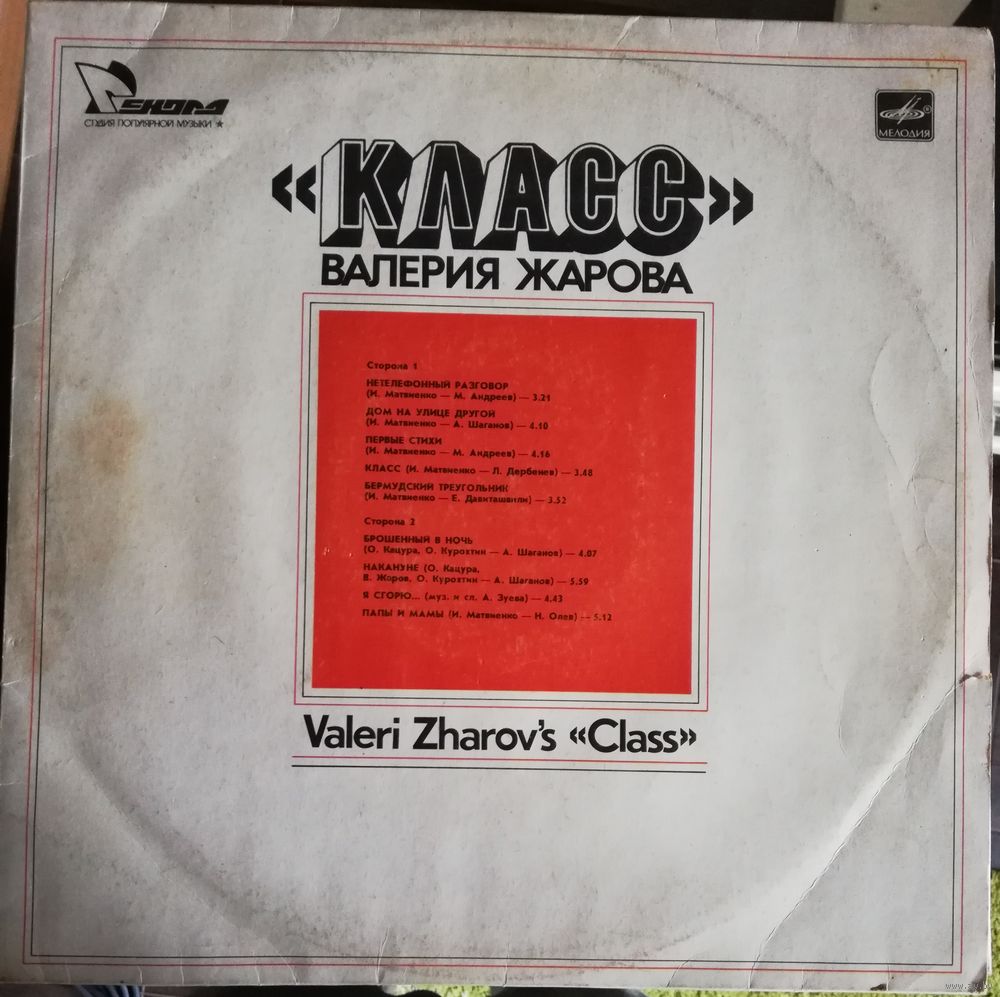 РЕКОРД
СТУДИЯ ПОПУЛЯРНОЙ МУЗЫКИ ★
®
МЕЛОДИЯ
«КЛАСС»
ВАЛЕРИЯ ЖАРОВА
Сторона 1
НЕТЕЛЕФОННЫЙ РАЗГОВОР
(И. Матвиенко — М. Андреев) — 3.21
ДОМ НА УЛИЦЕ ДРУГОЙ
(И. Матвиенко — А. Шаганов) — 4.10
ПЕРВЫЕ СТИХИ
(И. Матвиенко — М. Андреев) — 4.16
КЛАСС (И. Матвиенко — Л. Дербенев) — 3.48
БЕРМУДСКИЙ ТРЕУГОЛЬНИК
(И. Матвиенко — Е. Давиташвили) — 3.52
Сторона 2
БРОШЕННЫЙ В НОЧЬ
(О. Кацура, О. Курохтин — А. Шаганов) — 4.07
НАКАНУНЕ (О. Кацура,
В. Жаров, О. Курохтин — А. Шаганов) — 5.59
Я СГОРЮ... (муз. и сл. А. Зуева) — 4.43
ПАПЫ И МАМЫ (И. Матвиенко — Н. Олев) — 5.12
Valeri Zharov's «Class»